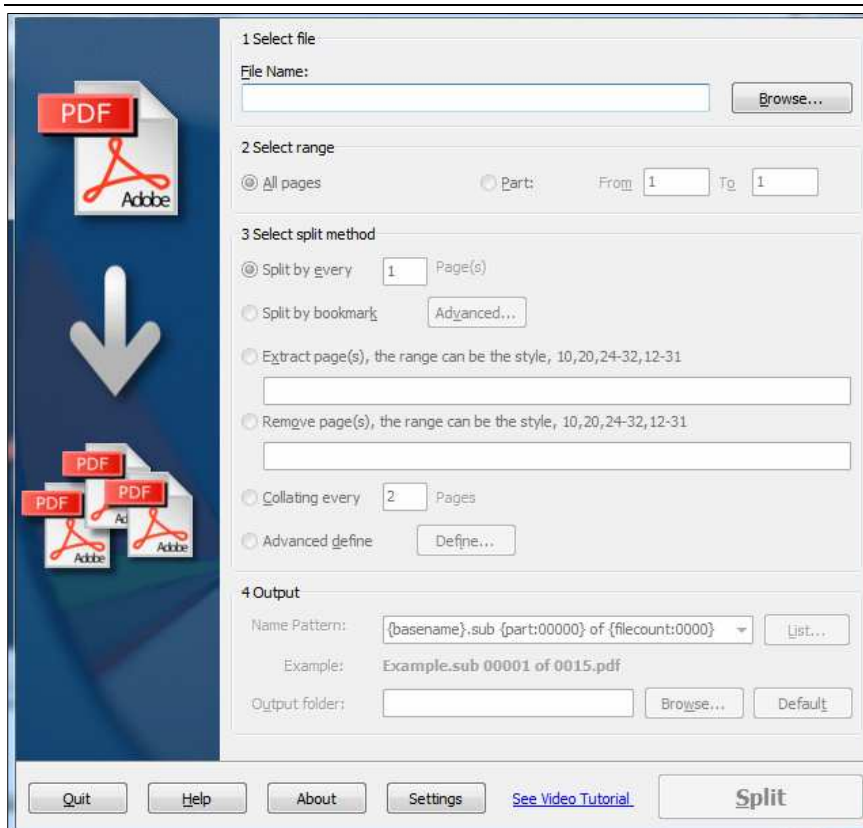 1 Select file
File Name:
Browse...
2 Select range
All pages Part: From 1 To 1
3 Select split method
Split by every 1 Page(s)
Split by bookmark Advanced...
Extract page(s), the range can be the style, 10,20,24-32,12-31
Remove page(s), the range can be the style, 10,20,24-32,12-31
Collating every 2 Pages
Advanced define Define...
4 Output
Name Pattern: {basename}.sub {part:00000} of {filecount:0000} List...
Example: Example.sub 00001 of 0015.pdf
Output folder: Browse... Default
PDF
Adobe
PDF
PDF PDF
Ad
Adobe Adobe
Quit Help About Settings See Video Tutorial Split